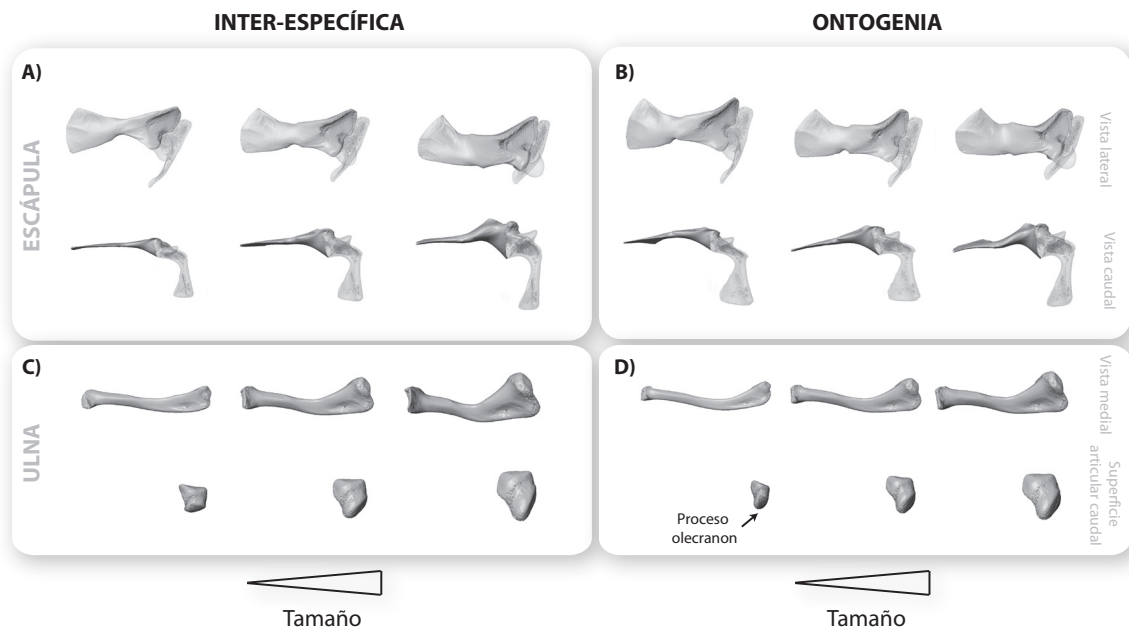 INTER-ESPECÍFICA
ONTOGENIA
A)
B)
ESCÁPULA
Vista lateral
Vista caudal
C)
D)
ULNA
Vista medial
Superficie
articular caudal
Proceso
olecranon
Tamaño
Tamaño